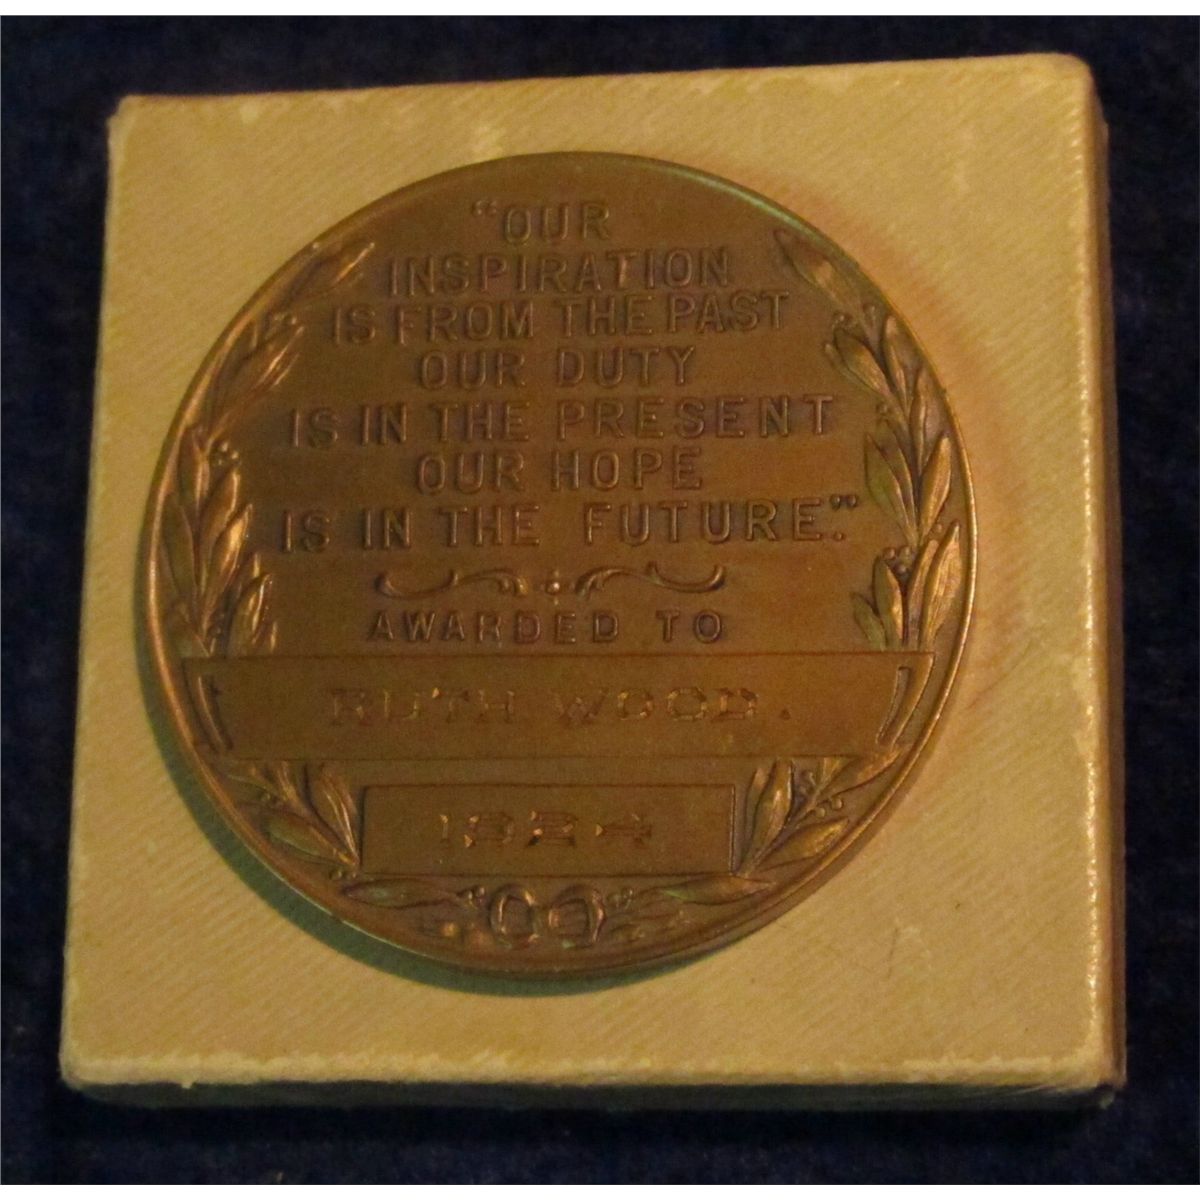 “OUR
INSPIRATION
IS FROM THE PAST
OUR DUTY
IS IN THE PRESENT
OUR HOPE
IS IN THE FUTURE.”
AWARDED TO
RUTH WOOD.
1924